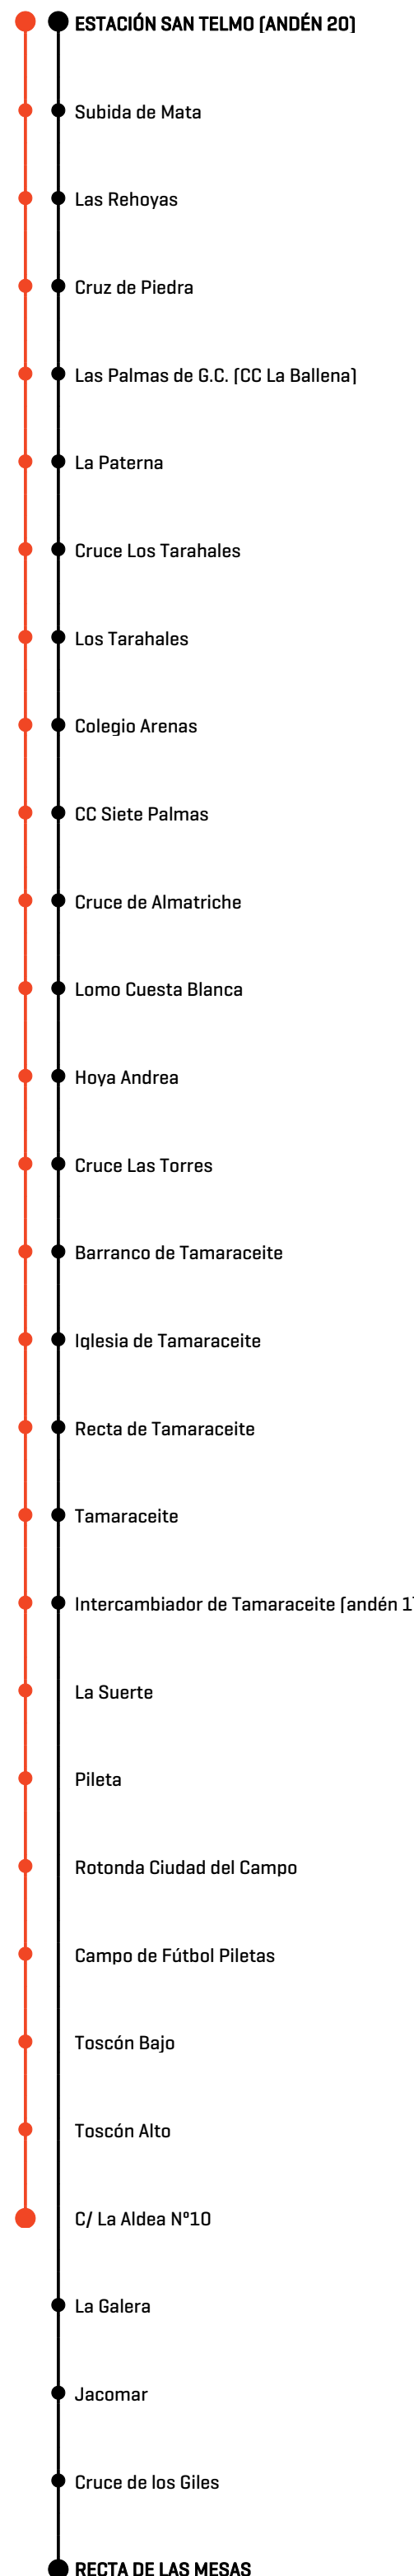 ESTACIÓN SAN TELMO (ANDÉN 20)
Subida de Mata
Las Rehoyas
Cruz de Piedra
Las Palmas de G.C. (CC La Ballena)
La Paterna
Cruce Los Tarahales
Los Tarahales
Colegio Arenas
CC Siete Palmas
Cruce de Almatriche
Lomo Cuesta Blanca
Hoya Andrea
Cruce Las Torres
Barranco de Tamaraceite
Iglesia de Tamaraceite
Recta de Tamaraceite
Tamaraceite
Intercambiador de Tamaraceite (andén 1)
La Suerte
Pileta
Rotonda Ciudad del Campo
Campo de Fútbol Piletas
Toscón Bajo
Toscón Alto
C/ La Aldea Nº10
La Galera
Jacomar
Cruce de los Giles
RECTA DE LAS MESAS